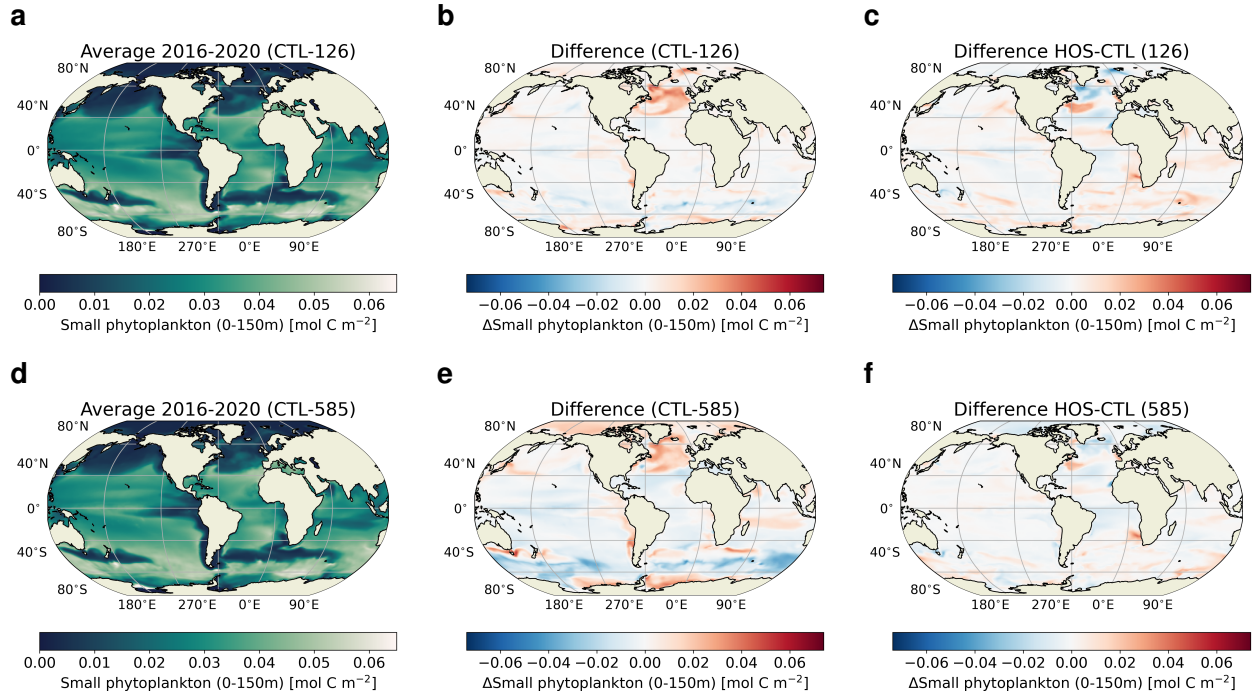 a
Average 2016-2020 (CTL-126)
80°N
40°N
0°
40°S
80°S
180°E 270°E 0°E 90°E
0.00 0.01 0.02 0.03 0.04 0.05 0.06
Small phytoplankton (0-150m) [mol C m⁻²]
b
Difference (CTL-126)
80°N
40°N
0°
40°S
80°S
180°E 270°E 0°E 90°E
−0.06 −0.04 −0.02 0.00 0.02 0.04 0.06
ΔSmall phytoplankton (0-150m) [mol C m⁻²]
c
Difference HOS-CTL (126)
80°N
40°N
0°
40°S
80°S
180°E 270°E 0°E 90°E
−0.06 −0.04 −0.02 0.00 0.02 0.04 0.06
ΔSmall phytoplankton (0-150m) [mol C m⁻²]
d
Average 2016-2020 (CTL-585)
80°N
40°N
0°
40°S
80°S
180°E 270°E 0°E 90°E
0.00 0.01 0.02 0.03 0.04 0.05 0.06
Small phytoplankton (0-150m) [mol C m⁻²]
e
Difference (CTL-585)
80°N
40°N
0°
40°S
80°S
180°E 270°E 0°E 90°E
−0.06 −0.04 −0.02 0.00 0.02 0.04 0.06
ΔSmall phytoplankton (0-150m) [mol C m⁻²]
f
Difference HOS-CTL (585)
80°N
40°N
0°
40°S
80°S
180°E 270°E 0°E 90°E
−0.06 −0.04 −0.02 0.00 0.02 0.04 0.06
ΔSmall phytoplankton (0-150m) [mol C m⁻²]